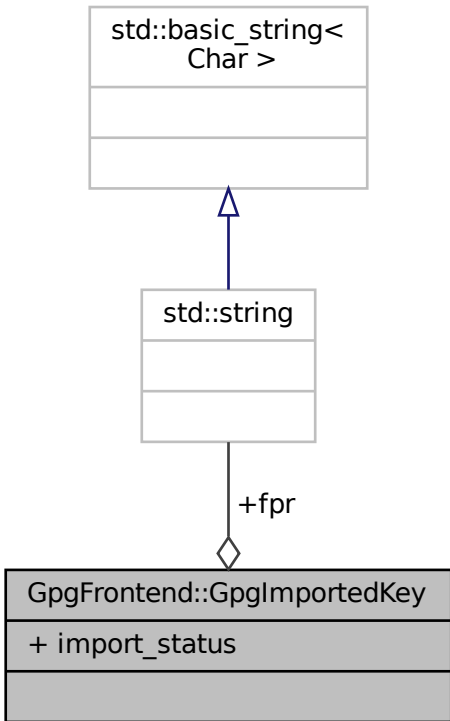 std::basic_string<
Char >
std::string
+fpr
GpgFrontend::GpgImportedKey
+ import_status